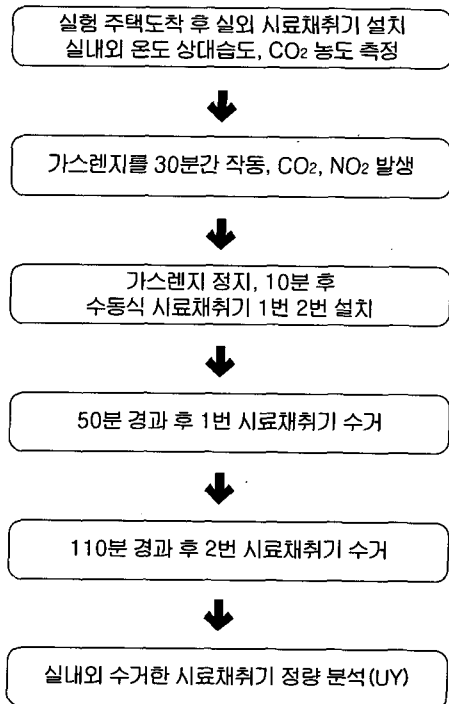 실험 주택도착 후 실외 시료채취기 설치
실내외 온도 상대습도, CO₂ 농도 측정
가스렌지를 30분간 작동, CO₂, NO₂ 발생
가스렌지 정지, 10분 후
수동식 시료채취기 1번 2번 설치
50분 경과 후 1번 시료채취기 수거
110분 경과 후 2번 시료채취기 수거
실내외 수거한 시료채취기 정량 분석(UY)